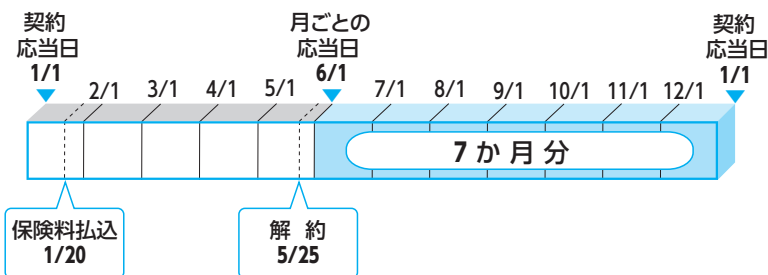 契約
応当日
1/1
月ごとの
応当日
6/1
契約
応当日
1/1
2/1 3/1 4/1 5/1 7/1 8/1 9/1 10/1 11/1 12/1
7か月分
保険料払込
1/20
解 約
5/25